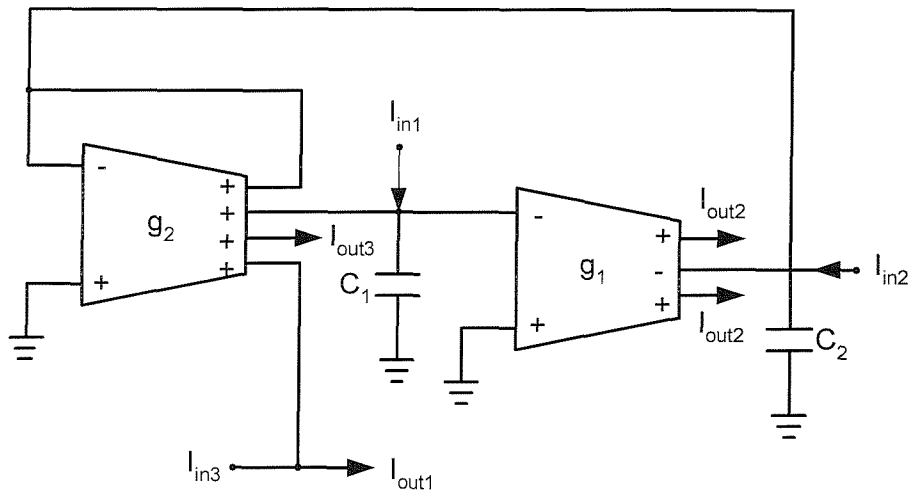 I_in1
-
+
g_2
+
+
+
+
I_out3
C_1
-
+
g_1
+
-
+
I_out2
I_out2
I_in2
C_2
I_in3
I_out1